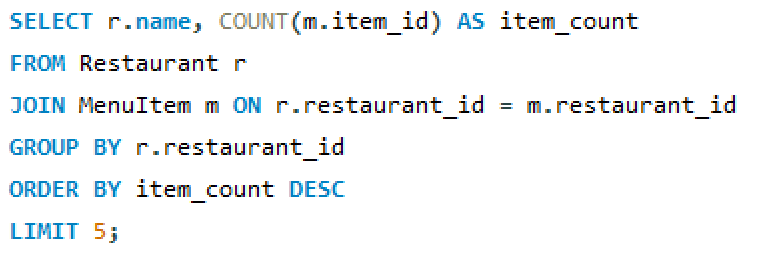 SELECT r.name, COUNT(m.item_id) AS item_count
FROM Restaurant r
JOIN MenuItem m ON r.restaurant_id = m.restaurant_id
GROUP BY r.restaurant_id
ORDER BY item_count DESC
LIMIT 5;